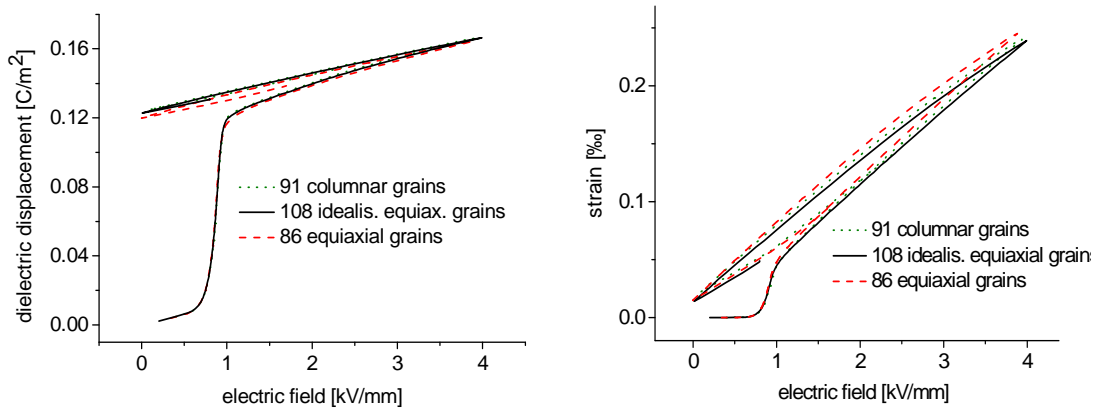 dielectric displacement [C/m²]
0.16
0.12
0.08
0.04
0.00
91 columnar grains
108 idealis. equiax. grains
86 equiaxial grains
0 1 2 3 4
electric field [kV/mm]
strain [‰]
0.2
0.1
0.0
91 columnar grains
108 idealis. equiaxial grains
86 equiaxial grains
0 1 2 3 4
electric field [kV/mm]